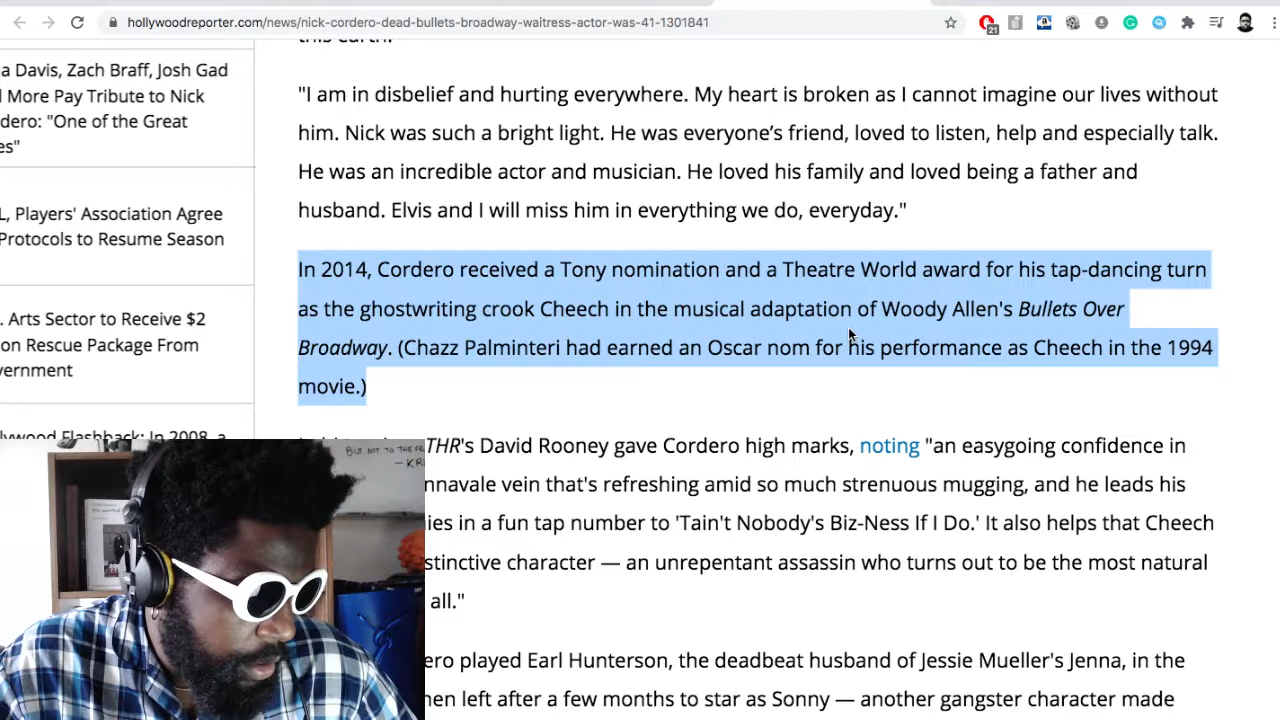 hollywoodreporter.com/news/nick-cordero-dead-bullets-broadway-waitress-actor-was-41-1301841
21
this earth.
a Davis, Zach Braff, Josh Gad
More Pay Tribute to Nick
dero: "One of the Great
es"
L, Players' Association Agree
Protocols to Resume Season
. Arts Sector to Receive $2
on Rescue Package From
vernment
lywood Flashback: In 2008, a
"I am in disbelief and hurting everywhere. My heart is broken as I cannot imagine our lives without
him. Nick was such a bright light. He was everyone’s friend, loved to listen, help and especially talk.
He was an incredible actor and musician. He loved his family and loved being a father and
husband. Elvis and I will miss him in everything we do, everyday."
In 2014, Cordero received a Tony nomination and a Theatre World award for his tap-dancing turn
as the ghostwriting crook Cheech in the musical adaptation of Woody Allen's Bullets Over
Broadway. (Chazz Palminteri had earned an Oscar nom for his performance as Cheech in the 1994
movie.)
THR's David Rooney gave Cordero high marks, noting "an easygoing confidence in
nnavale vein that's refreshing amid so much strenuous mugging, and he leads his
ies in a fun tap number to 'Tain't Nobody's Biz-Ness If I Do.' It also helps that Cheech
stinctive character — an unrepentant assassin who turns out to be the most natural
all."
ero played Earl Hunterson, the deadbeat husband of Jessie Mueller's Jenna, in the
hen left after a few months to star as Sonny — another gangster character made
BUT NOT TO THE